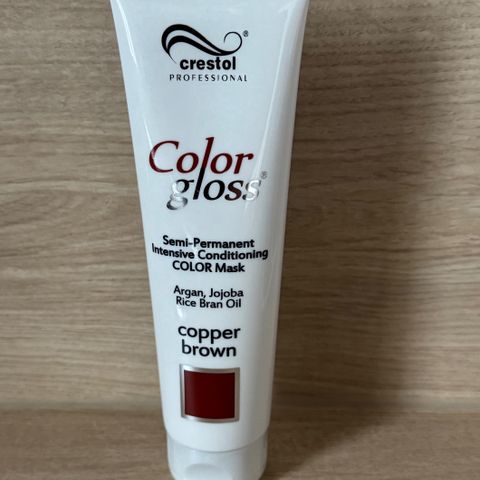 crestol®
PROFESSIONAL
Color
gloss®
Semi-Permanent
Intensive Conditioning
COLOR Mask
Argan, Jojoba
Rice Bran Oil
copper
brown